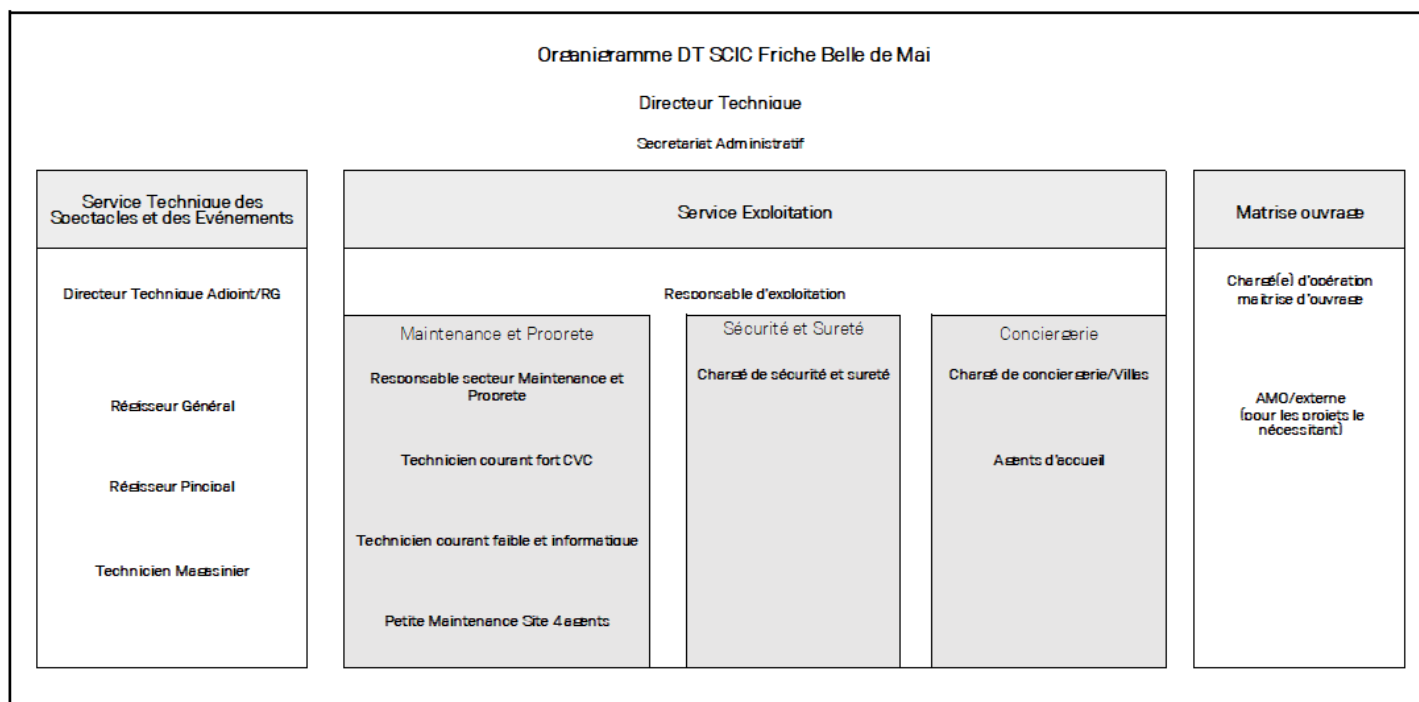 Organigramme DT SCIC Friche Belle de Mai
Directeur Technique
Secretariat Administratif
Service Technique des
Spectacles et des Evénements
Directeur Technique Adjoint/RG
Régisseur Général
Régisseur Pincipal
Technicien Magasinier
Service Exploitation
Responsable d'exploitation
Maintenance et Proprete
Responsable secteur Maintenance et
Proprete
Technicien courant fort CVC
Technicien courant faible et informatique
Petite Maintenance Site 4 agents
Sécurité et Sureté
Chargé de sécurité et sureté
Conciergerie
Chargé de conciergerie/Villas
Agents d'accueil
Matrise ouvrage
Chargé(e) d'opération
maitrise d'ouvrage
AMO/externe
(pour les projets le
nécessitant)